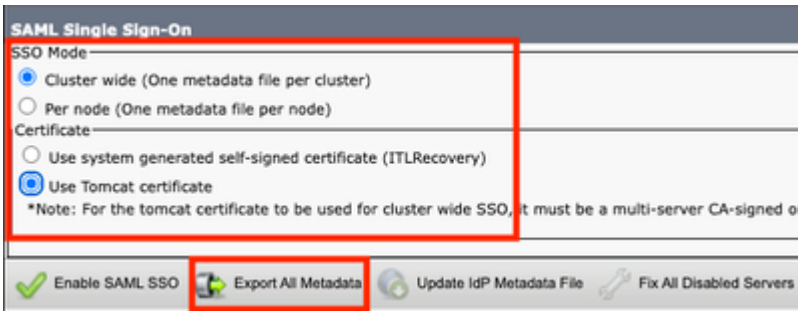 SAML Single Sign-On
SSO Mode
Cluster wide (One metadata file per cluster)
Per node (One metadata file per node)
Certificate
Use system generated self-signed certificate (ITLRecovery)
Use Tomcat certificate
*Note: For the tomcat certificate to be used for cluster wide SSO, it must be a multi-server CA-signed o
Enable SAML SSO Export All Metadata Update IdP Metadata File Fix All Disabled Servers